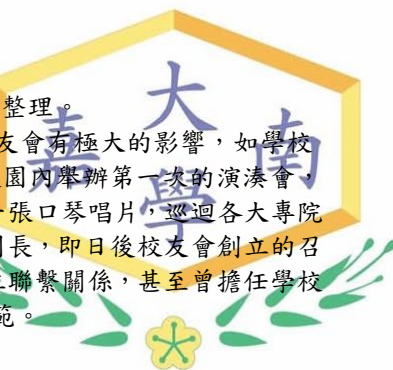 整理。
友會有極大的影響，如學校
園內舉辦第一次的演湊會，
一張口琴唱片，巡迴各大專院
團長，即日後校友會創立的召
生聯繫關係，甚至曾擔任學校
範。
大
嘉 南
學